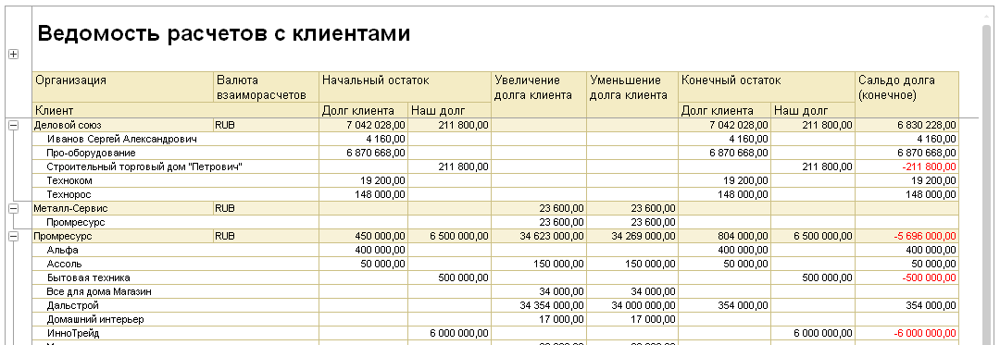 Ведомость расчетов с клиентами
Организация Валюта взаиморасчетов Начальный остаток Увеличение долга клиента Уменьшение долга клиента Конечный остаток Сальдо долга (конечное)
Клиент Долг клиента Наш долг Долг клиента Наш долг
Деловой союз RUB 7 042 028,00 211 800,00 7 042 028,00 211 800,00 6 830 228,00
Иванов Сергей Александрович 4 160,00 4 160,00 4 160,00
Про-оборудование 6 870 668,00 6 870 668,00 6 870 668,00
Строительный торговый дом "Петрович" 211 800,00 211 800,00 -211 800,00
Техноком 19 200,00 19 200,00 19 200,00
Технорос 148 000,00 148 000,00 148 000,00
Металл-Сервис RUB 23 600,00 23 600,00
Промресурс 23 600,00 23 600,00
Промресурс RUB 450 000,00 6 500 000,00 34 623 000,00 34 269 000,00 804 000,00 6 500 000,00 -5 696 000,00
Альфа 400 000,00 400 000,00 400 000,00
Ассоль 50 000,00 150 000,00 150 000,00 50 000,00 50 000,00
Бытовая техника 500 000,00 500 000,00 -500 000,00
Все для дома Магазин 34 000,00 34 000,00
Дальстрой 34 354 000,00 34 000 000,00 354 000,00 354 000,00
Домашний интерьер 17 000,00 17 000,00
ИнноТрейд 6 000 000,00 6 000 000,00 -6 000 000,00